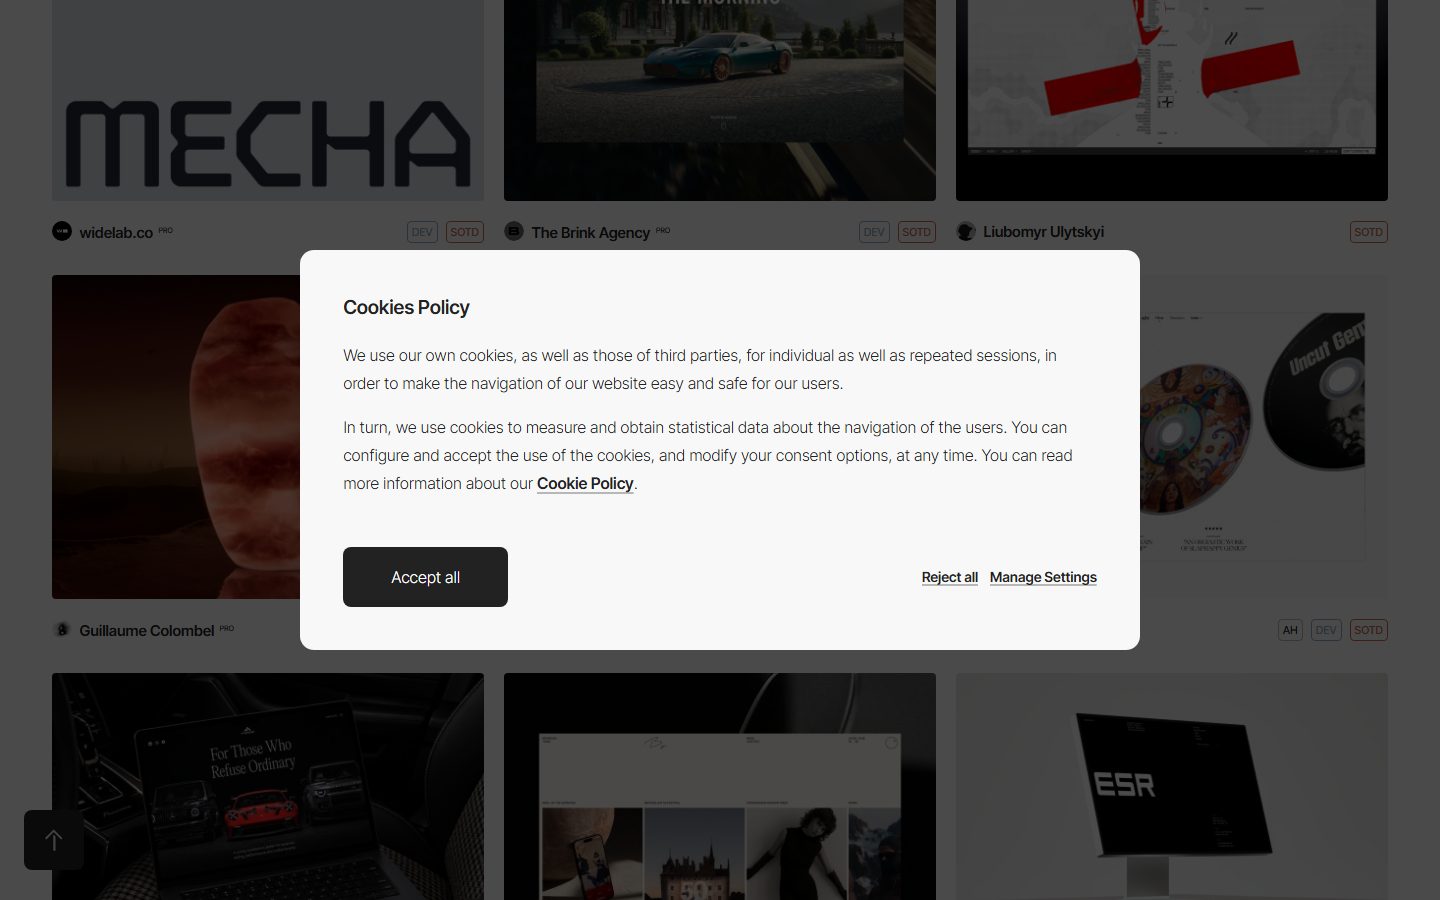 THE MORNING
MECHA
widelab.co PRO
DEV SOTD
The Brink Agency PRO
DEV SOTD
Liubomyr Ulytskyi
SOTD
Cookies Policy
We use our own cookies, as well as those of third parties, for individual as well as repeated sessions, in
order to make the navigation of our website easy and safe for our users.
In turn, we use cookies to measure and obtain statistical data about the navigation of the users. You can
configure and accept the use of the cookies, and modify your consent options, at any time. You can read
more information about our Cookie Policy.
Accept all
Reject all Manage Settings
Uncut Gem
Guillaume Colombel PRO
AH DEV SOTD
For Those Who
Refuse Ordinary
ESR